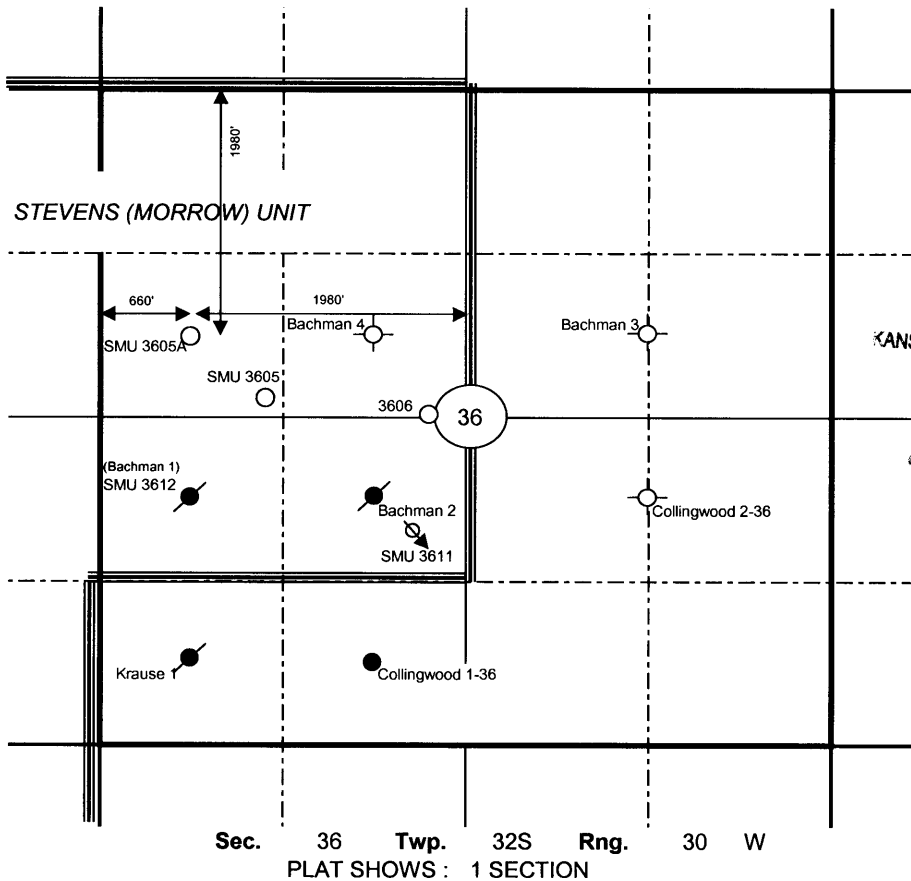 1980'
STEVENS (MORROW) UNIT
660'
1980'
Bachman 4
Bachman 3
SMU 3605A
KANS
SMU 3605
3606
36
(Bachman 1)
SMU 3612
Bachman 2
Collingwood 2-36
SMU 3611
Krause 1
Collingwood 1-36
Sec. 36 Twp. 32S Rng. 30 W
PLAT SHOWS : 1 SECTION